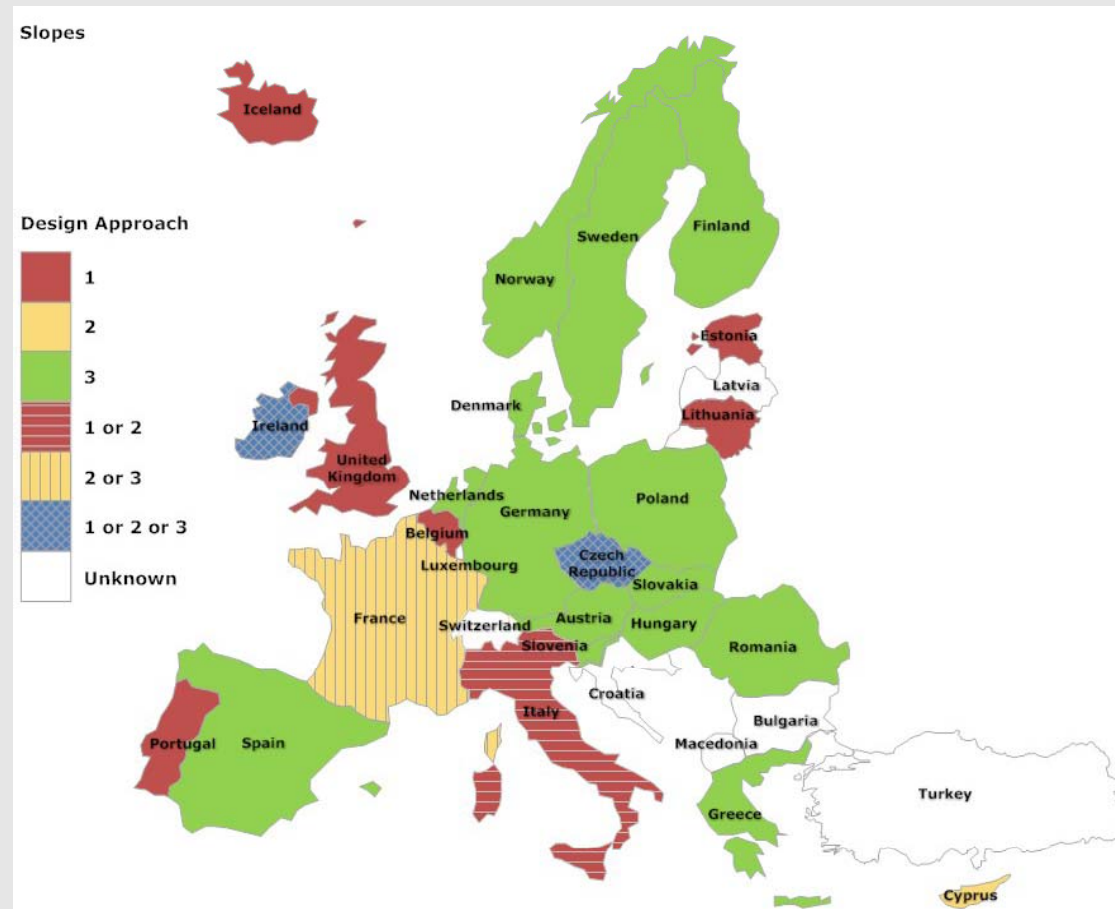 Slopes
Iceland
Design Approach
1
2
3
1 or 2
2 or 3
1 or 2 or 3
Unknown
Finland
Sweden
Norway
Estonia
Latvia
Denmark
Lithuania
Ireland
United
Kingdom
Netherlands
Poland
Germany
Belgium
Czech
Republic
Luxembourg
Slovakia
France
Austria
Switzerland
Hungary
Slovenia
Romania
Croatia
Italy
Bulgaria
Portugal
Spain
Macedonia
Turkey
Greece
Cyprus